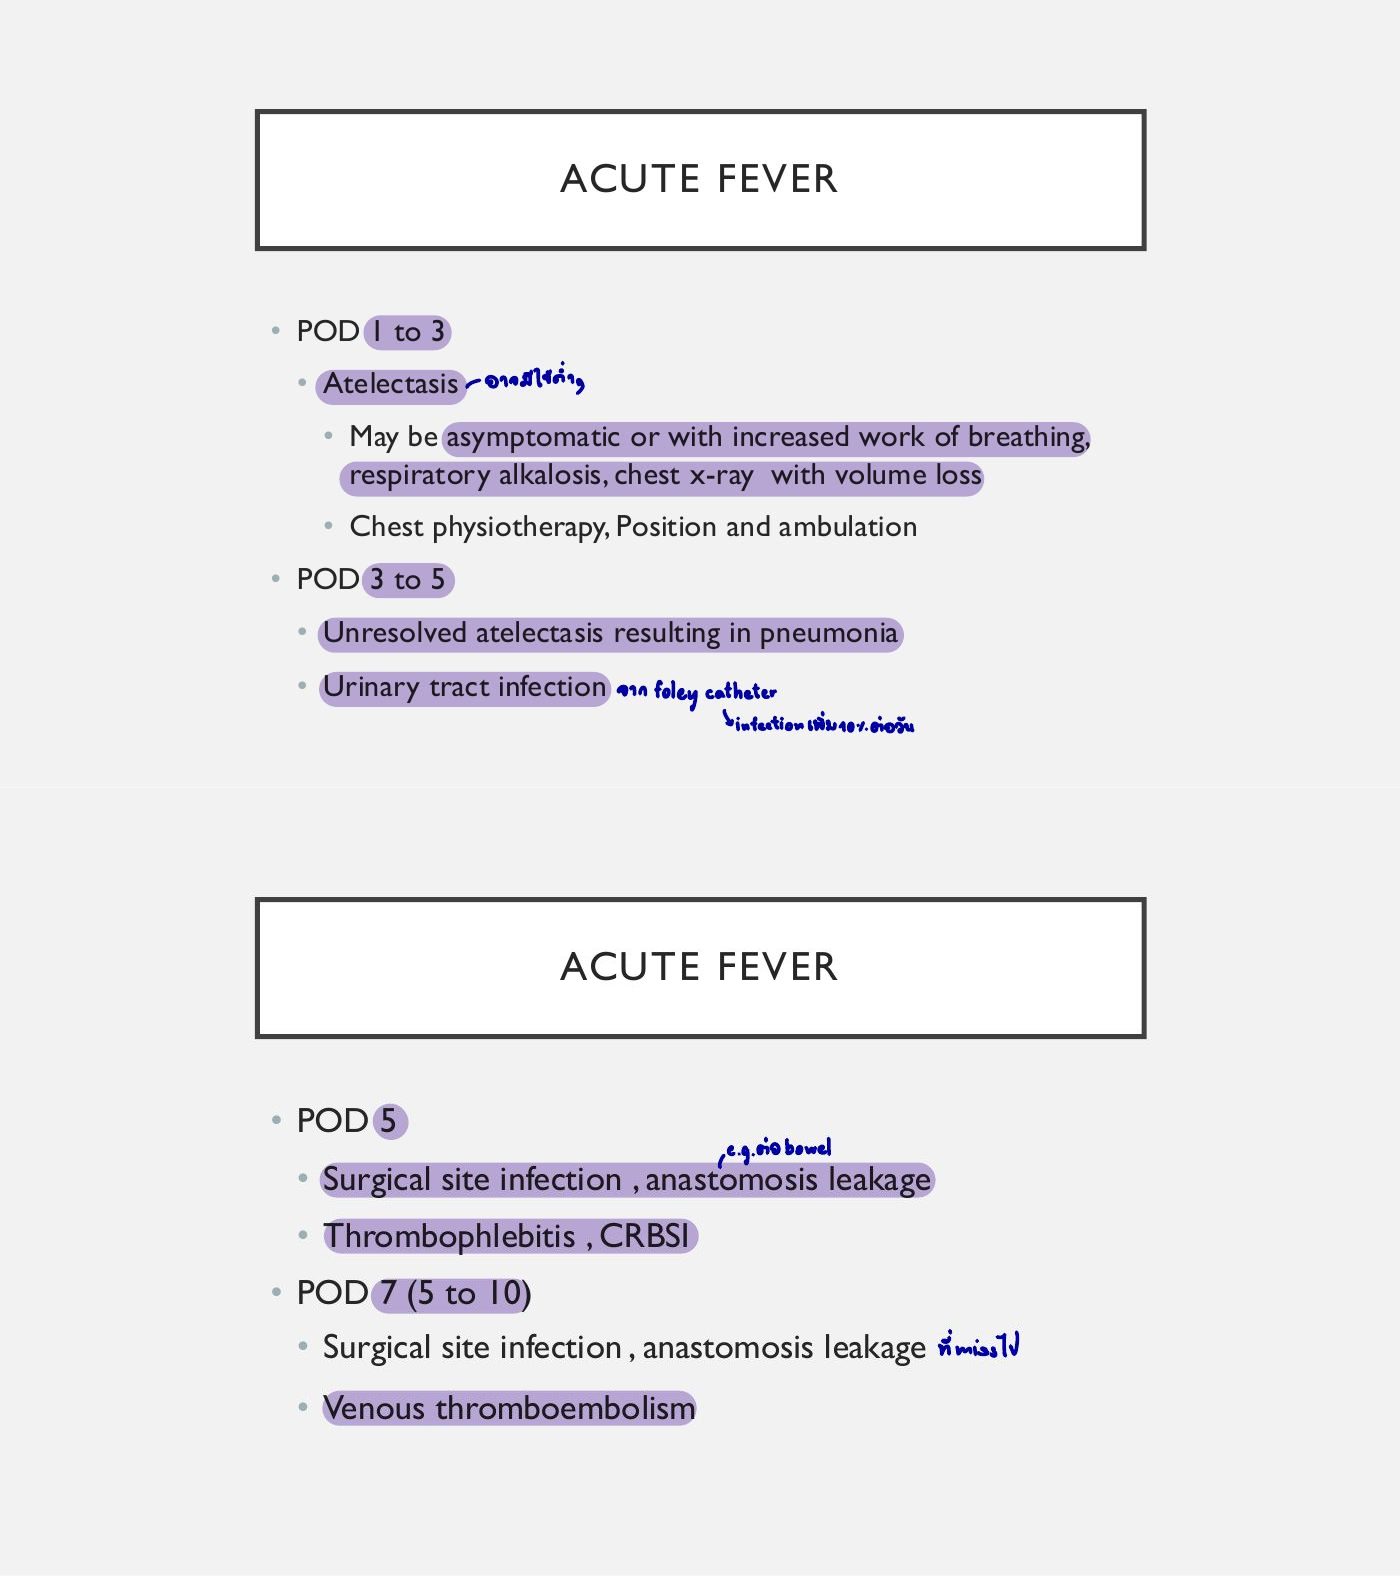 ACUTE FEVER
• POD 1 to 3
• Atelectasis อาจมีไข้ต่ำๆ
• May be asymptomatic or with increased work of breathing,
respiratory alkalosis, chest x-ray with volume loss
• Chest physiotherapy, Position and ambulation
• POD 3 to 5
• Unresolved atelectasis resulting in pneumonia
• Urinary tract infection จาก foley catheter
infection เพิ่ม 10% ต่อวัน
ACUTE FEVER
• POD 5
e.g. ต่อ bowel
• Surgical site infection , anastomosis leakage
• Thrombophlebitis , CRBSI
• POD 7 (5 to 10)
• Surgical site infection , anastomosis leakage ที่ missไป
• Venous thromboembolism